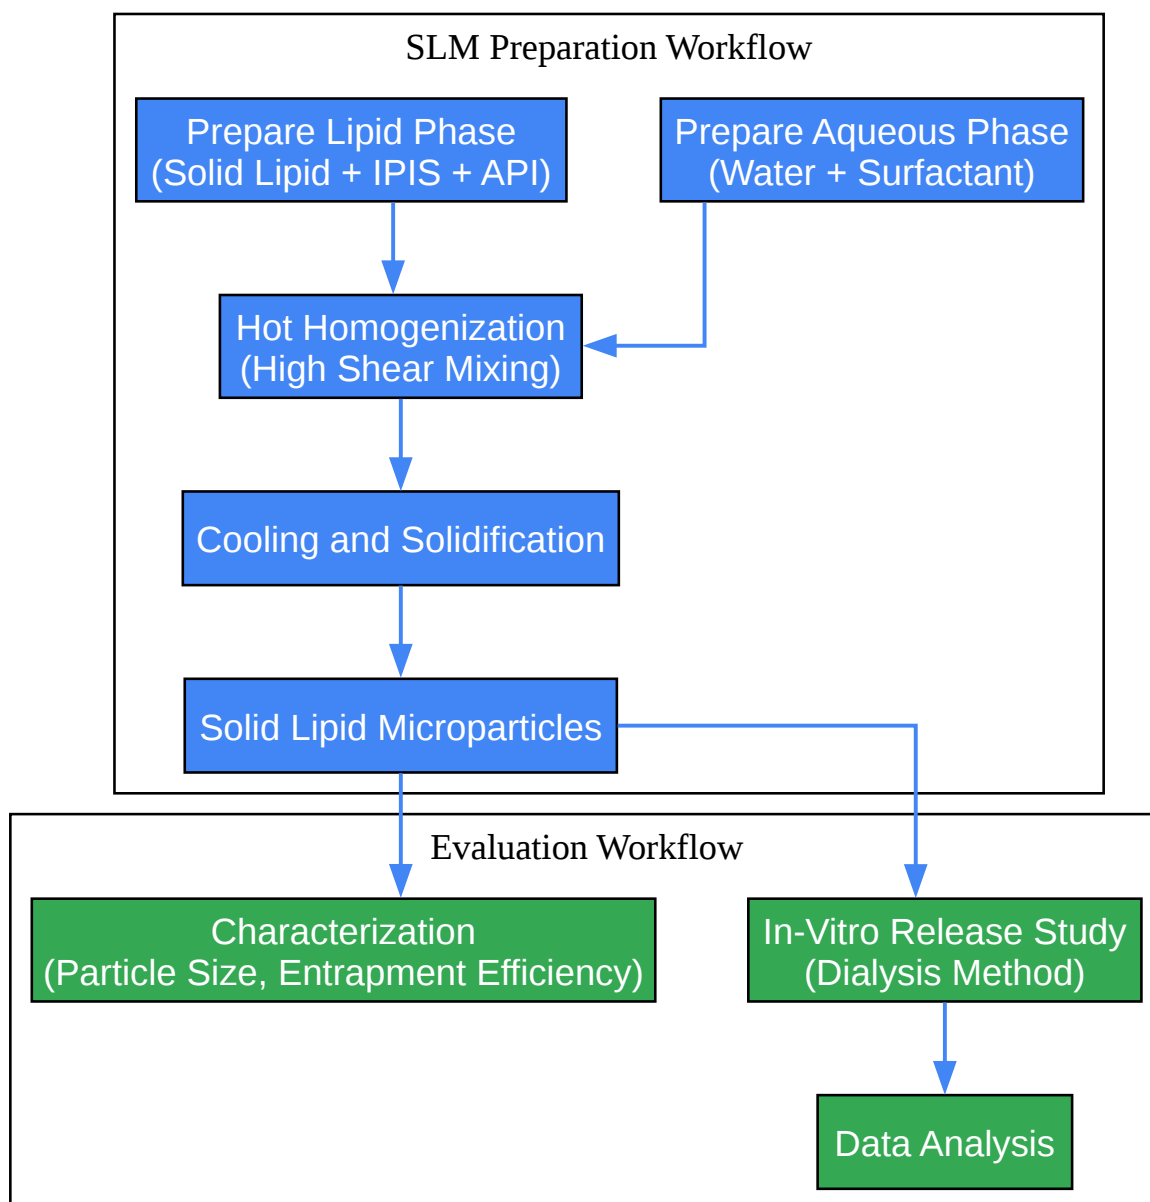 SLM Preparation Workflow
Prepare Lipid Phase
(Solid Lipid + IPIS + API)
Prepare Aqueous Phase
(Water + Surfactant)
Hot Homogenization
(High Shear Mixing)
Cooling and Solidification
Solid Lipid Microparticles
Evaluation Workflow
Characterization
(Particle Size, Entrapment Efficiency)
In-Vitro Release Study
(Dialysis Method)
Data Analysis